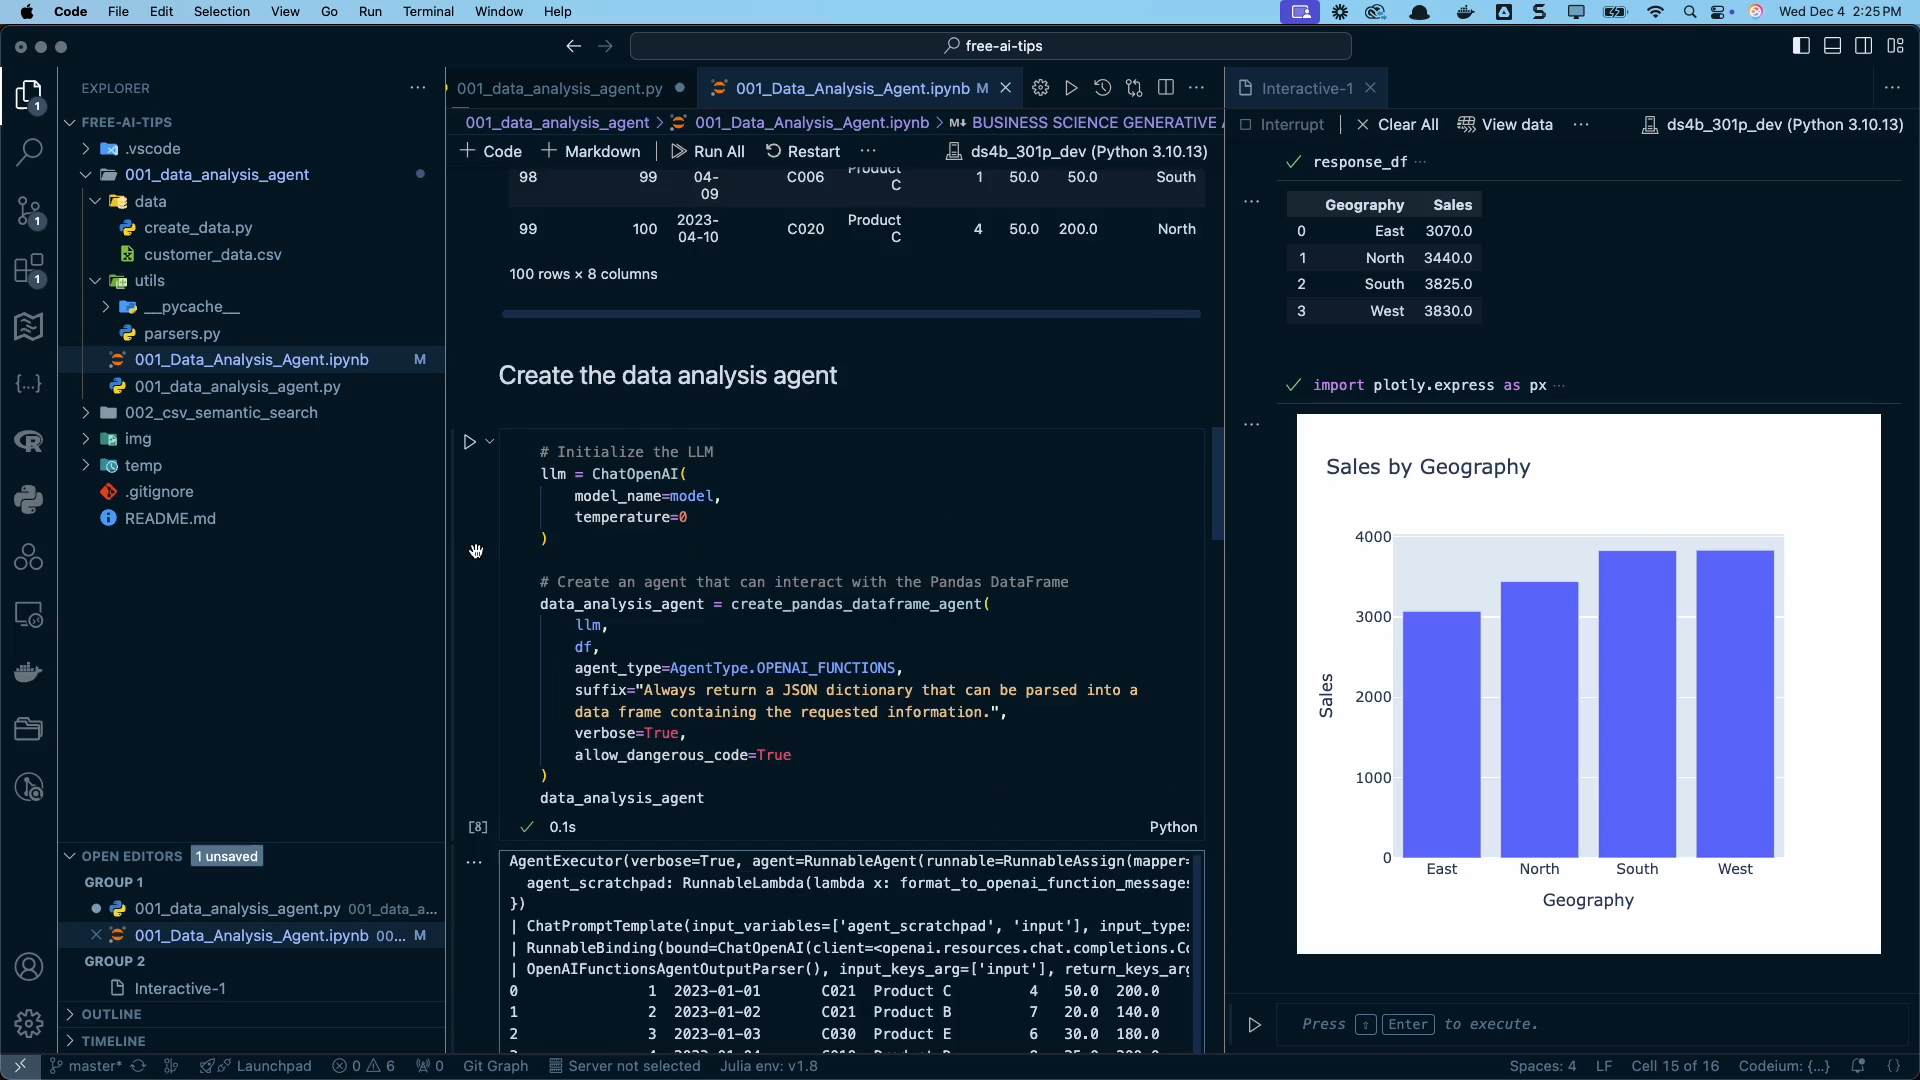 Code File Edit Selection View Go Run Terminal Window Help
Wed Dec 4 2:25 PM
free-ai-tips
EXPLORER
FREE-AI-TIPS
.vscode
001_data_analysis_agent
data
create_data.py
customer_data.csv
utils
__pycache__
parsers.py
001_Data_Analysis_Agent.ipynb M
001_data_analysis_agent.py
002_csv_semantic_search
img
temp
.gitignore
README.md
OPEN EDITORS 1 unsaved
GROUP 1
001_data_analysis_agent.py 001_data_a...
001_Data_Analysis_Agent.ipynb 00... M
GROUP 2
Interactive-1
OUTLINE
TIMELINE
001_data_analysis_agent.py
001_Data_Analysis_Agent.ipynb M
001_data_analysis_agent > 001_Data_Analysis_Agent.ipynb > M↓ BUSINESS SCIENCE GENERATIVE
+ Code + Markdown Run All Restart ... ds4b_301p_dev (Python 3.10.13)
98 99 04-09 C006 Product C 1 50.0 50.0 South
99 100 2023-04-10 C020 Product C 4 50.0 200.0 North
100 rows × 8 columns
Create the data analysis agent
# Initialize the LLM
llm = ChatOpenAI(
model_name=model,
temperature=0
)
# Create an agent that can interact with the Pandas DataFrame
data_analysis_agent = create_pandas_dataframe_agent(
llm,
df,
agent_type=AgentType.OPENAI_FUNCTIONS,
suffix="Always return a JSON dictionary that can be parsed into a
data frame containing the requested information.",
verbose=True,
allow_dangerous_code=True
)
data_analysis_agent
[8] 0.1s Python
AgentExecutor(verbose=True, agent=RunnableAgent(runnable=RunnableAssign(mapper=
agent_scratchpad: RunnableLambda(lambda x: format_to_openai_function_messages
})
| ChatPromptTemplate(input_variables=['agent_scratchpad', 'input'], input_types
| RunnableBinding(bound=ChatOpenAI(client=<openai.resources.chat.completions.Co
| OpenAIFunctionsAgentOutputParser(), input_keys_arg=['input'], return_keys_arg
0 1 2023-01-01 C021 Product C 4 50.0 200.0
1 2 2023-01-02 C021 Product B 7 20.0 140.0
2 3 2023-01-03 C030 Product E 6 30.0 180.0
Interactive-1
Interrupt Clear All View data ... ds4b_301p_dev (Python 3.10.13)
response_df ...
Geography Sales
0 East 3070.0
1 North 3440.0
2 South 3825.0
3 West 3830.0
import plotly.express as px ...
Sales by Geography
4000
3000
2000
1000
0
Sales
East North South West
Geography
Press ⇧ Enter to execute.
master* Launchpad 0 6 0 Git Graph Server not selected Julia env: v1.8
Spaces: 4 LF Cell 15 of 16 Codeium: {...} {}